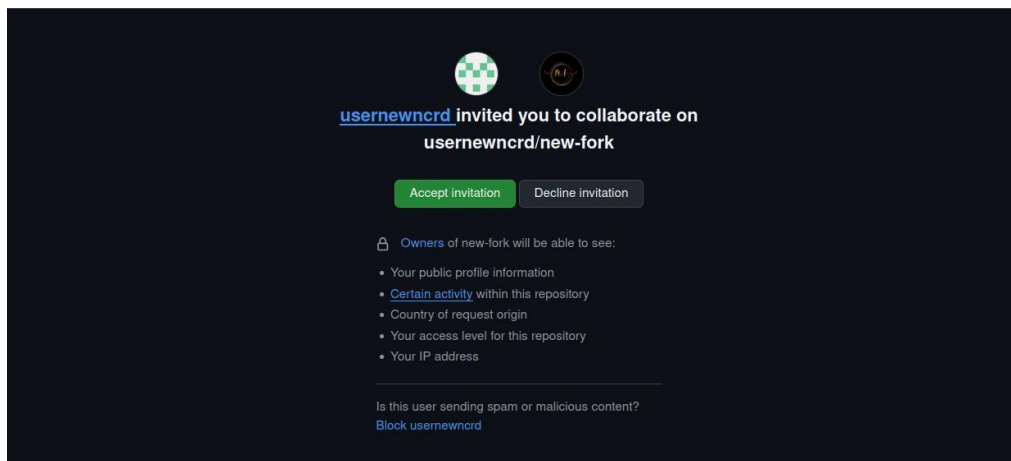 usernewncrd invited you to collaborate on
usernewncrd/new-fork
Accept invitation
Decline invitation
Owners of new-fork will be able to see:
Your public profile information
Certain activity within this repository
Country of request origin
Your access level for this repository
Your IP address
Is this user sending spam or malicious content?
Block usernewncrd